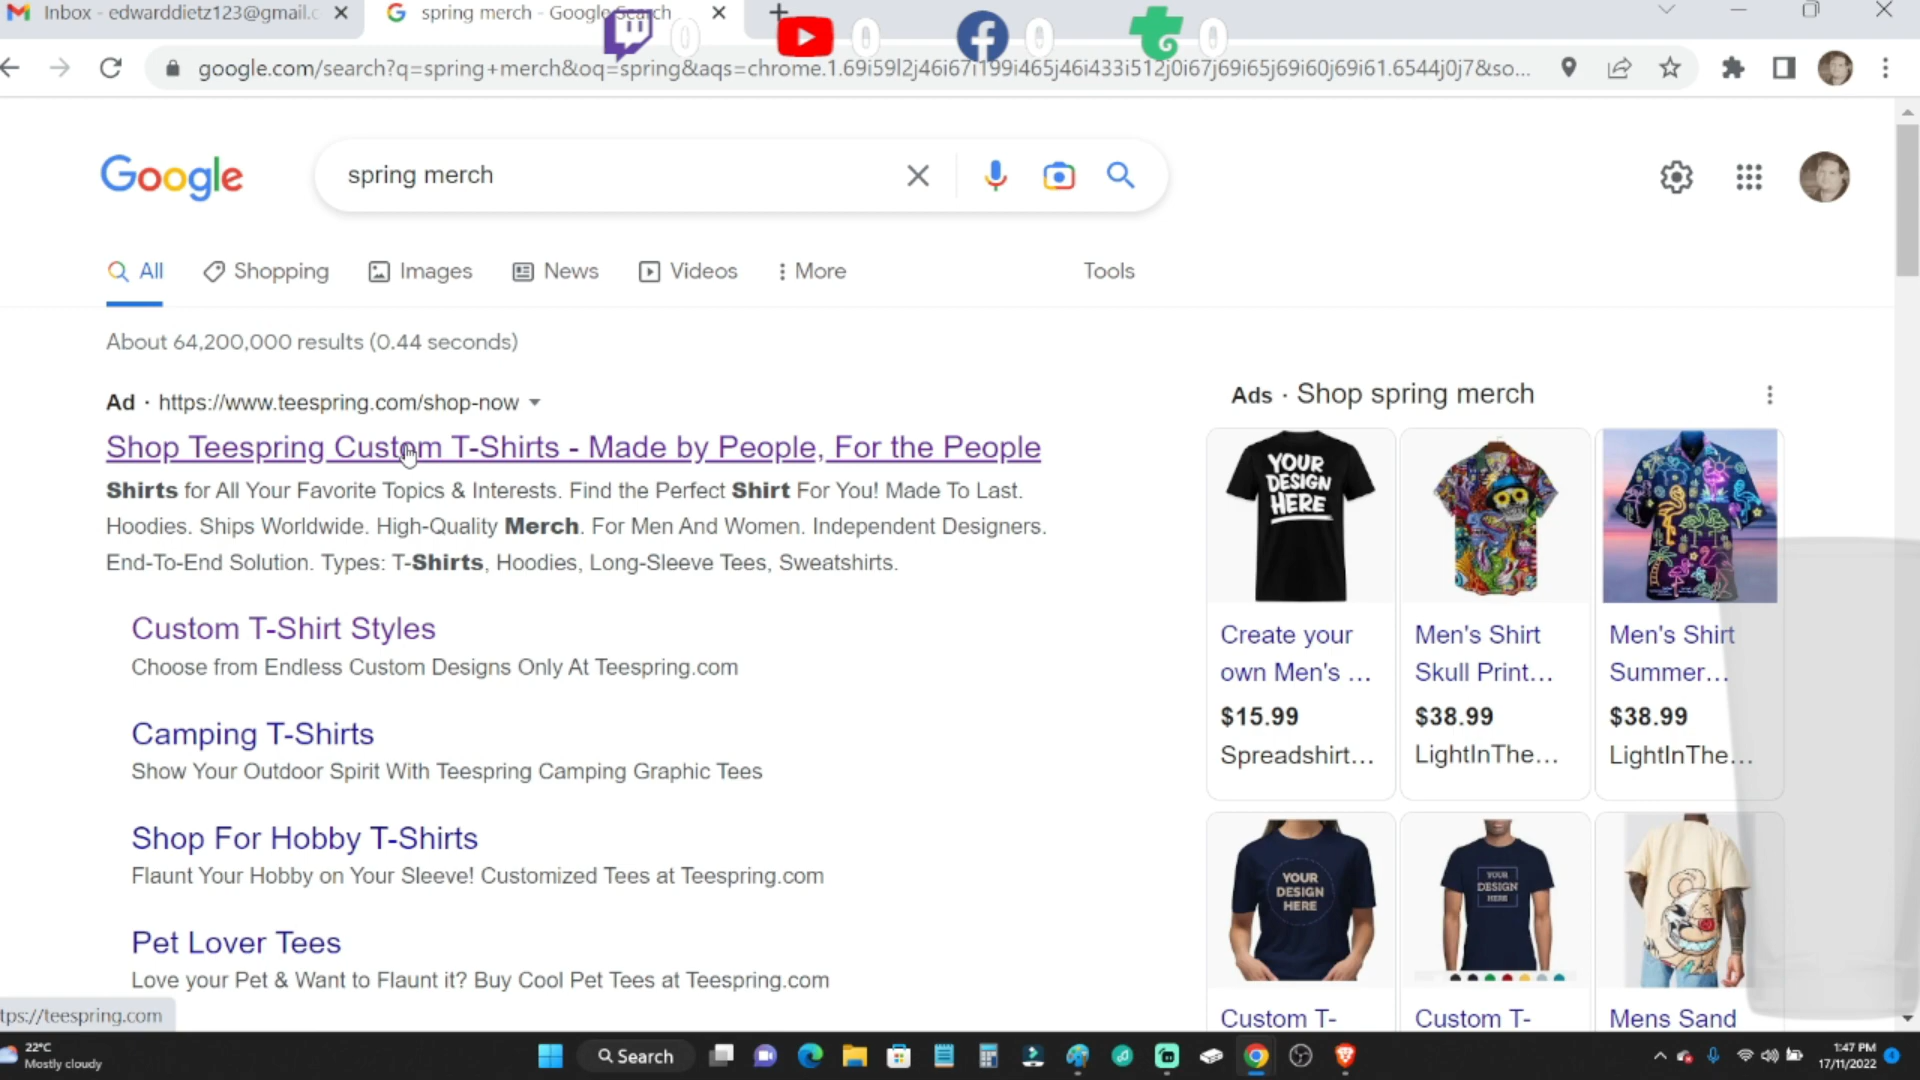 Inbox - edwarddietz123@gmail.c
spring merch - Google Search
0
0
0
0
google.com/search?q=spring+merch&oq=spring&aqs=chrome.1.69i59l2j46i67i199i465j46i433i512j0i67j69i65j69i60j69i61.6544j0j7&so...
Google
spring merch
All
Shopping
Images
News
Videos
More
Tools
About 64,200,000 results (0.44 seconds)
Ad · https://www.teespring.com/shop-now
Shop Teespring Custom T-Shirts - Made by People, For the People
Shirts for All Your Favorite Topics & Interests. Find the Perfect Shirt For You! Made To Last.
Hoodies. Ships Worldwide. High-Quality Merch. For Men And Women. Independent Designers.
End-To-End Solution. Types: T-Shirts, Hoodies, Long-Sleeve Tees, Sweatshirts.
Custom T-Shirt Styles
Choose from Endless Custom Designs Only At Teespring.com
Camping T-Shirts
Show Your Outdoor Spirit With Teespring Camping Graphic Tees
Shop For Hobby T-Shirts
Flaunt Your Hobby on Your Sleeve! Customized Tees at Teespring.com
Pet Lover Tees
Love your Pet & Want to Flaunt it? Buy Cool Pet Tees at Teespring.com
Ads · Shop spring merch
YOUR
DESIGN
HERE
Create your
own Men's ...
$15.99
Spreadshirt...
Men's Shirt
Skull Print...
$38.99
LightInThe...
Men's Shirt
Summer...
$38.99
LightInThe...
YOUR
DESIGN
HERE
Custom T-
YOUR
DESIGN
HERE
Custom T-
Mens Sand
tps://teespring.com
22°C
Mostly cloudy
Search
1:47 PM
17/11/2022
4